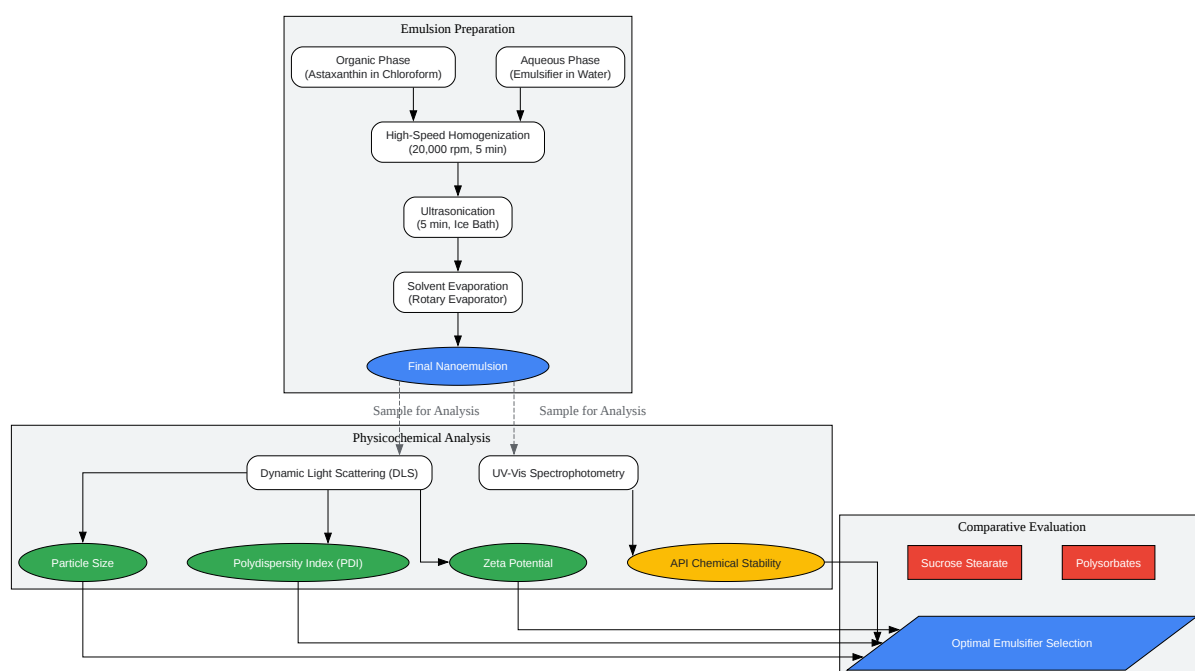 Emulsion Preparation
Organic Phase
(Astaxanthin in Chloroform)
Aqueous Phase
(Emulsifier in Water)
High-Speed Homogenization
(20,000 rpm, 5 min)
Ultrasonication
(5 min, Ice Bath)
Solvent Evaporation
(Rotary Evaporator)
Final Nanoemulsion
Sample for Analysis
Sample for Analysis
Physicochemical Analysis
Dynamic Light Scattering (DLS)
UV-Vis Spectrophotometry
Particle Size
Polydispersity Index (PDI)
Zeta Potential
API Chemical Stability
Comparative Evaluation
Sucrose Stearate
Polysorbates
Optimal Emulsifier Selection